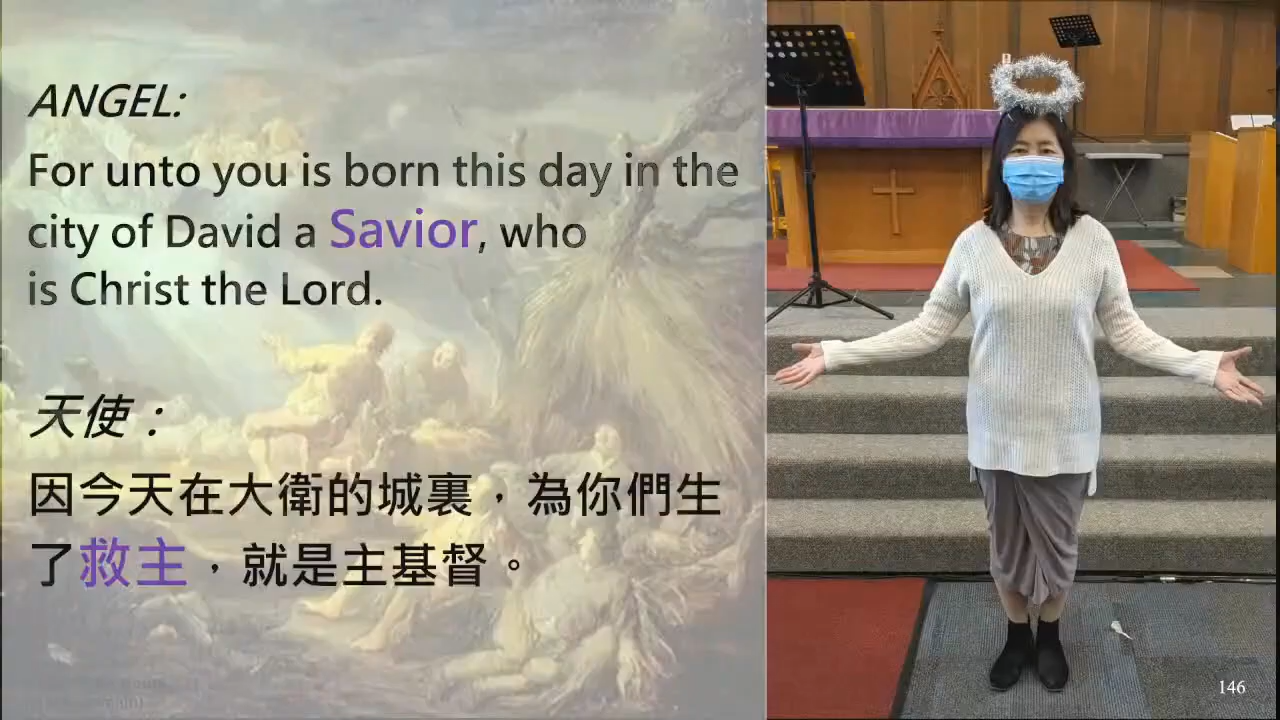 ANGEL:
For unto you is born this day in the
city of David a Savior, who
is Christ the Lord.
天使：
因今天在大衛的城裏，為你們生
了救主，就是主基督。
146